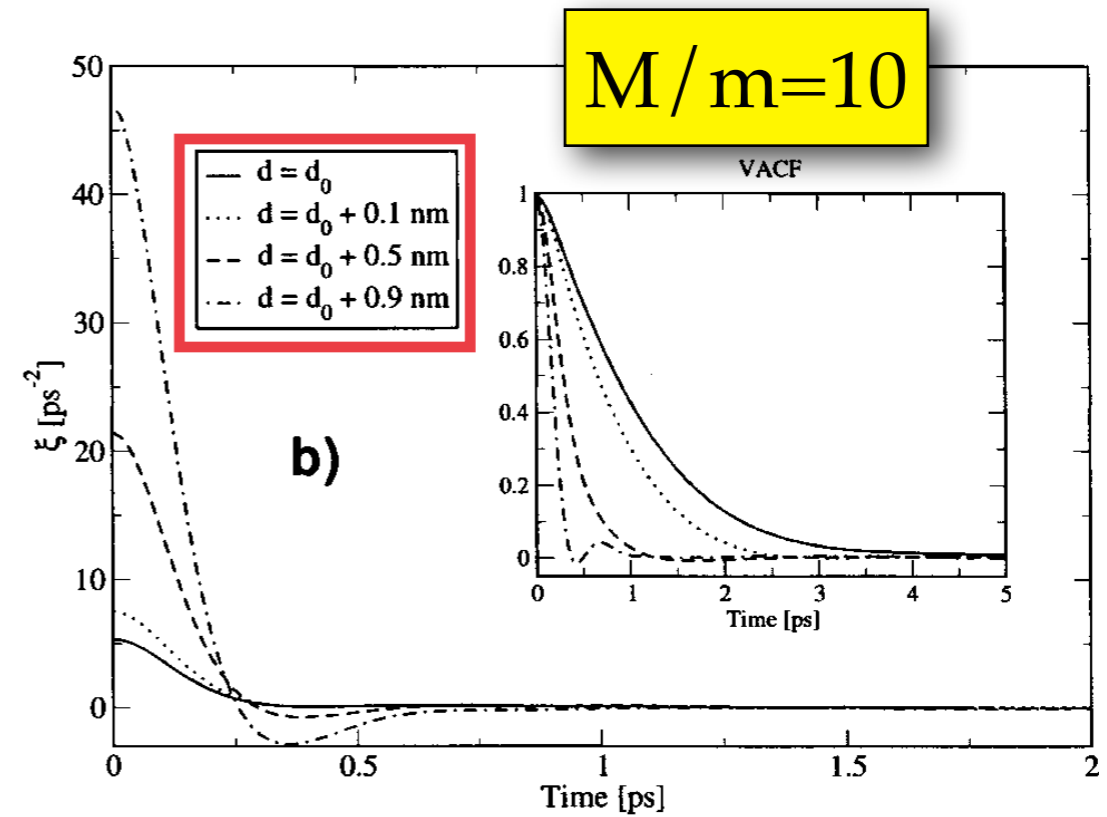 M/m=10
50
40
30
20
10
0
ξ [ps⁻²]
d = d₀
d = d₀ + 0.1 nm
d = d₀ + 0.5 nm
d = d₀ + 0.9 nm
b)
VACF
1
0.8
0.6
0.4
0.2
0
0 1 2 3 4 5
Time [ps]
0 0.5 1 1.5 2
Time [ps]